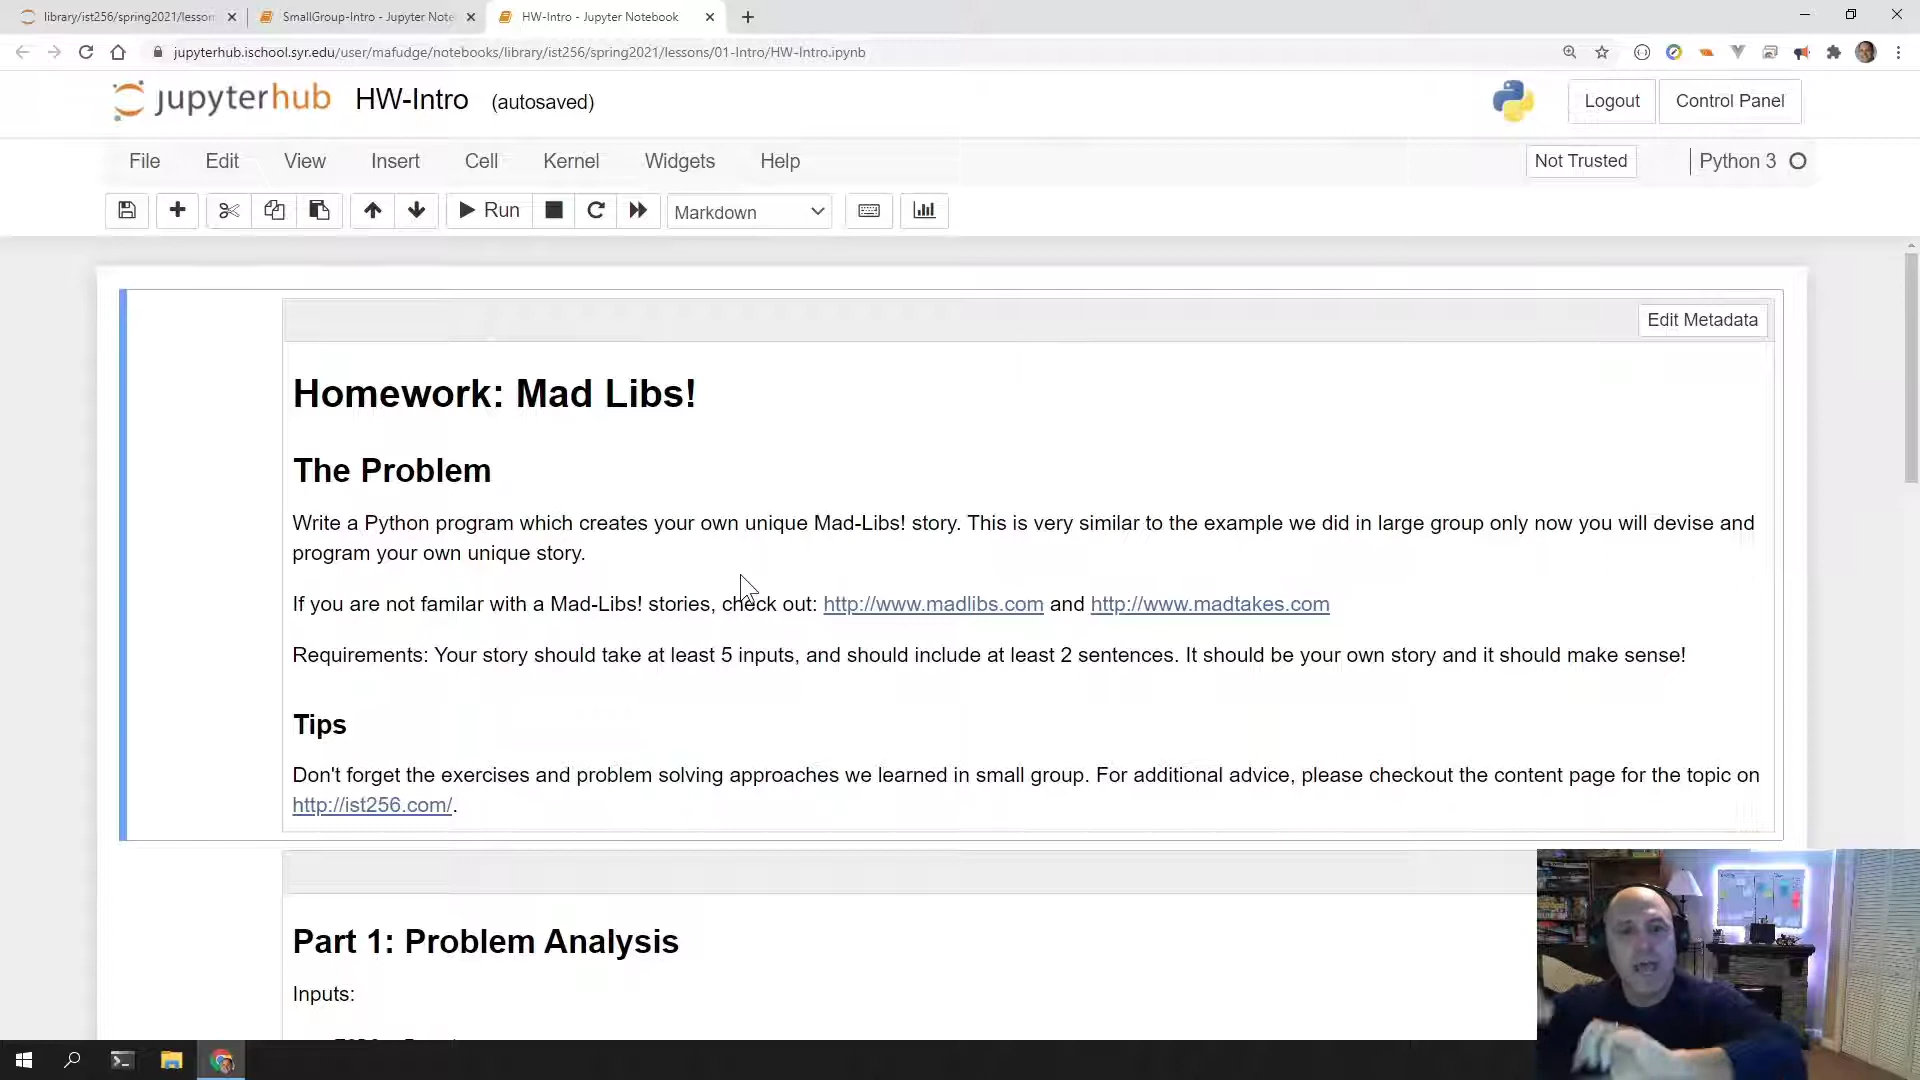 library/ist256/spring2021/lesson
SmallGroup-Intro - Jupyter Note
HW-Intro - Jupyter Notebook
jupyterhub.ischool.syr.edu/user/mafudge/notebooks/library/ist256/spring2021/lessons/01-Intro/HW-Intro.ipynb
jupyterhub HW-Intro (autosaved)
Logout
Control Panel
File Edit View Insert Cell Kernel Widgets Help
Not Trusted
Python 3
Run
Markdown
Edit Metadata
Homework: Mad Libs!
The Problem
Write a Python program which creates your own unique Mad-Libs! story. This is very similar to the example we did in large group only now you will devise and
program your own unique story.
If you are not familar with a Mad-Libs! stories, check out: http://www.madlibs.com and http://www.madtakes.com
Requirements: Your story should take at least 5 inputs, and should include at least 2 sentences. It should be your own story and it should make sense!
Tips
Don't forget the exercises and problem solving approaches we learned in small group. For additional advice, please checkout the content page for the topic on
http://ist256.com/.
Part 1: Problem Analysis
Inputs: